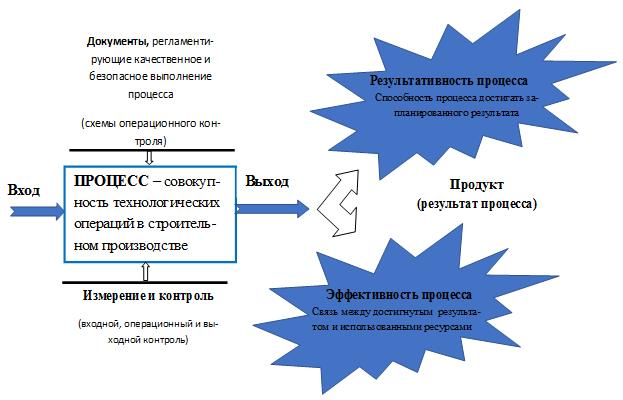 Документы, регламенти-
рующие качественное и
безопасное выполнение
процесса
(схемы операционного кон-
троля)
Вход
ПРОЦЕСС – совокуп-
ность технологических
операций в строитель-
ном производстве
Выход
Измерение и контроль
(входной, операционный и вы-
ходной контроль)
Результативность процесса
Способность процесса достигать за-
планированного результата
Продукт
(результат процесса)
Эффективность процесса
Связь между достигнутым результа-
том и использованными ресурсами